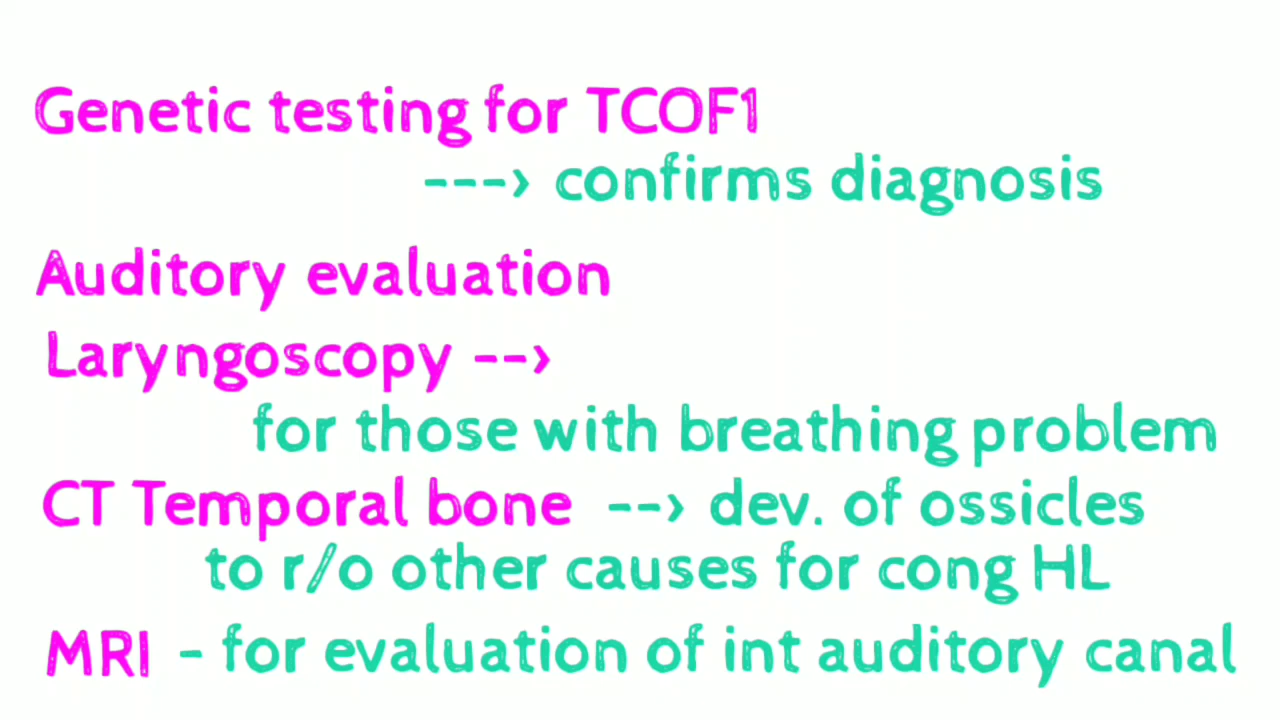 Genetic testing for TCOF1
---> confirms diagnosis
Auditory evaluation
Laryngoscopy -->
for those with breathing problem
CT Temporal bone --> dev. of ossicles
to r/o other causes for cong HL
MRI - for evaluation of int auditory canal